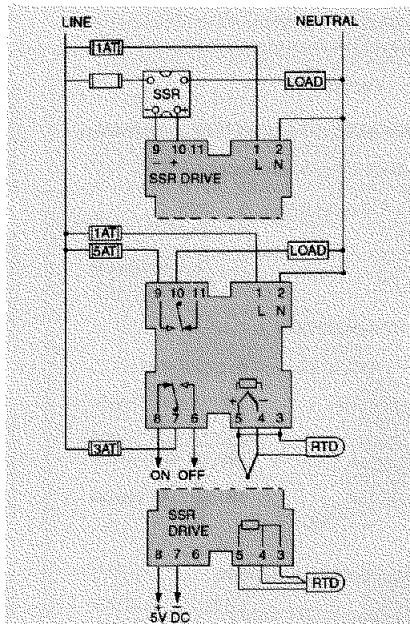 LINE NEUTRAL
1AT
SSR LOAD
− +
9 10 11 1 2
− + L N
SSR DRIVE
1AT
5AT LOAD
9 10 11 1 2
L N
+ −
8 7 6 5 4 3
3AT RTD
ON OFF
SSR
DRIVE
8 7 6 5 4 3
RTD
+ −
5V DC